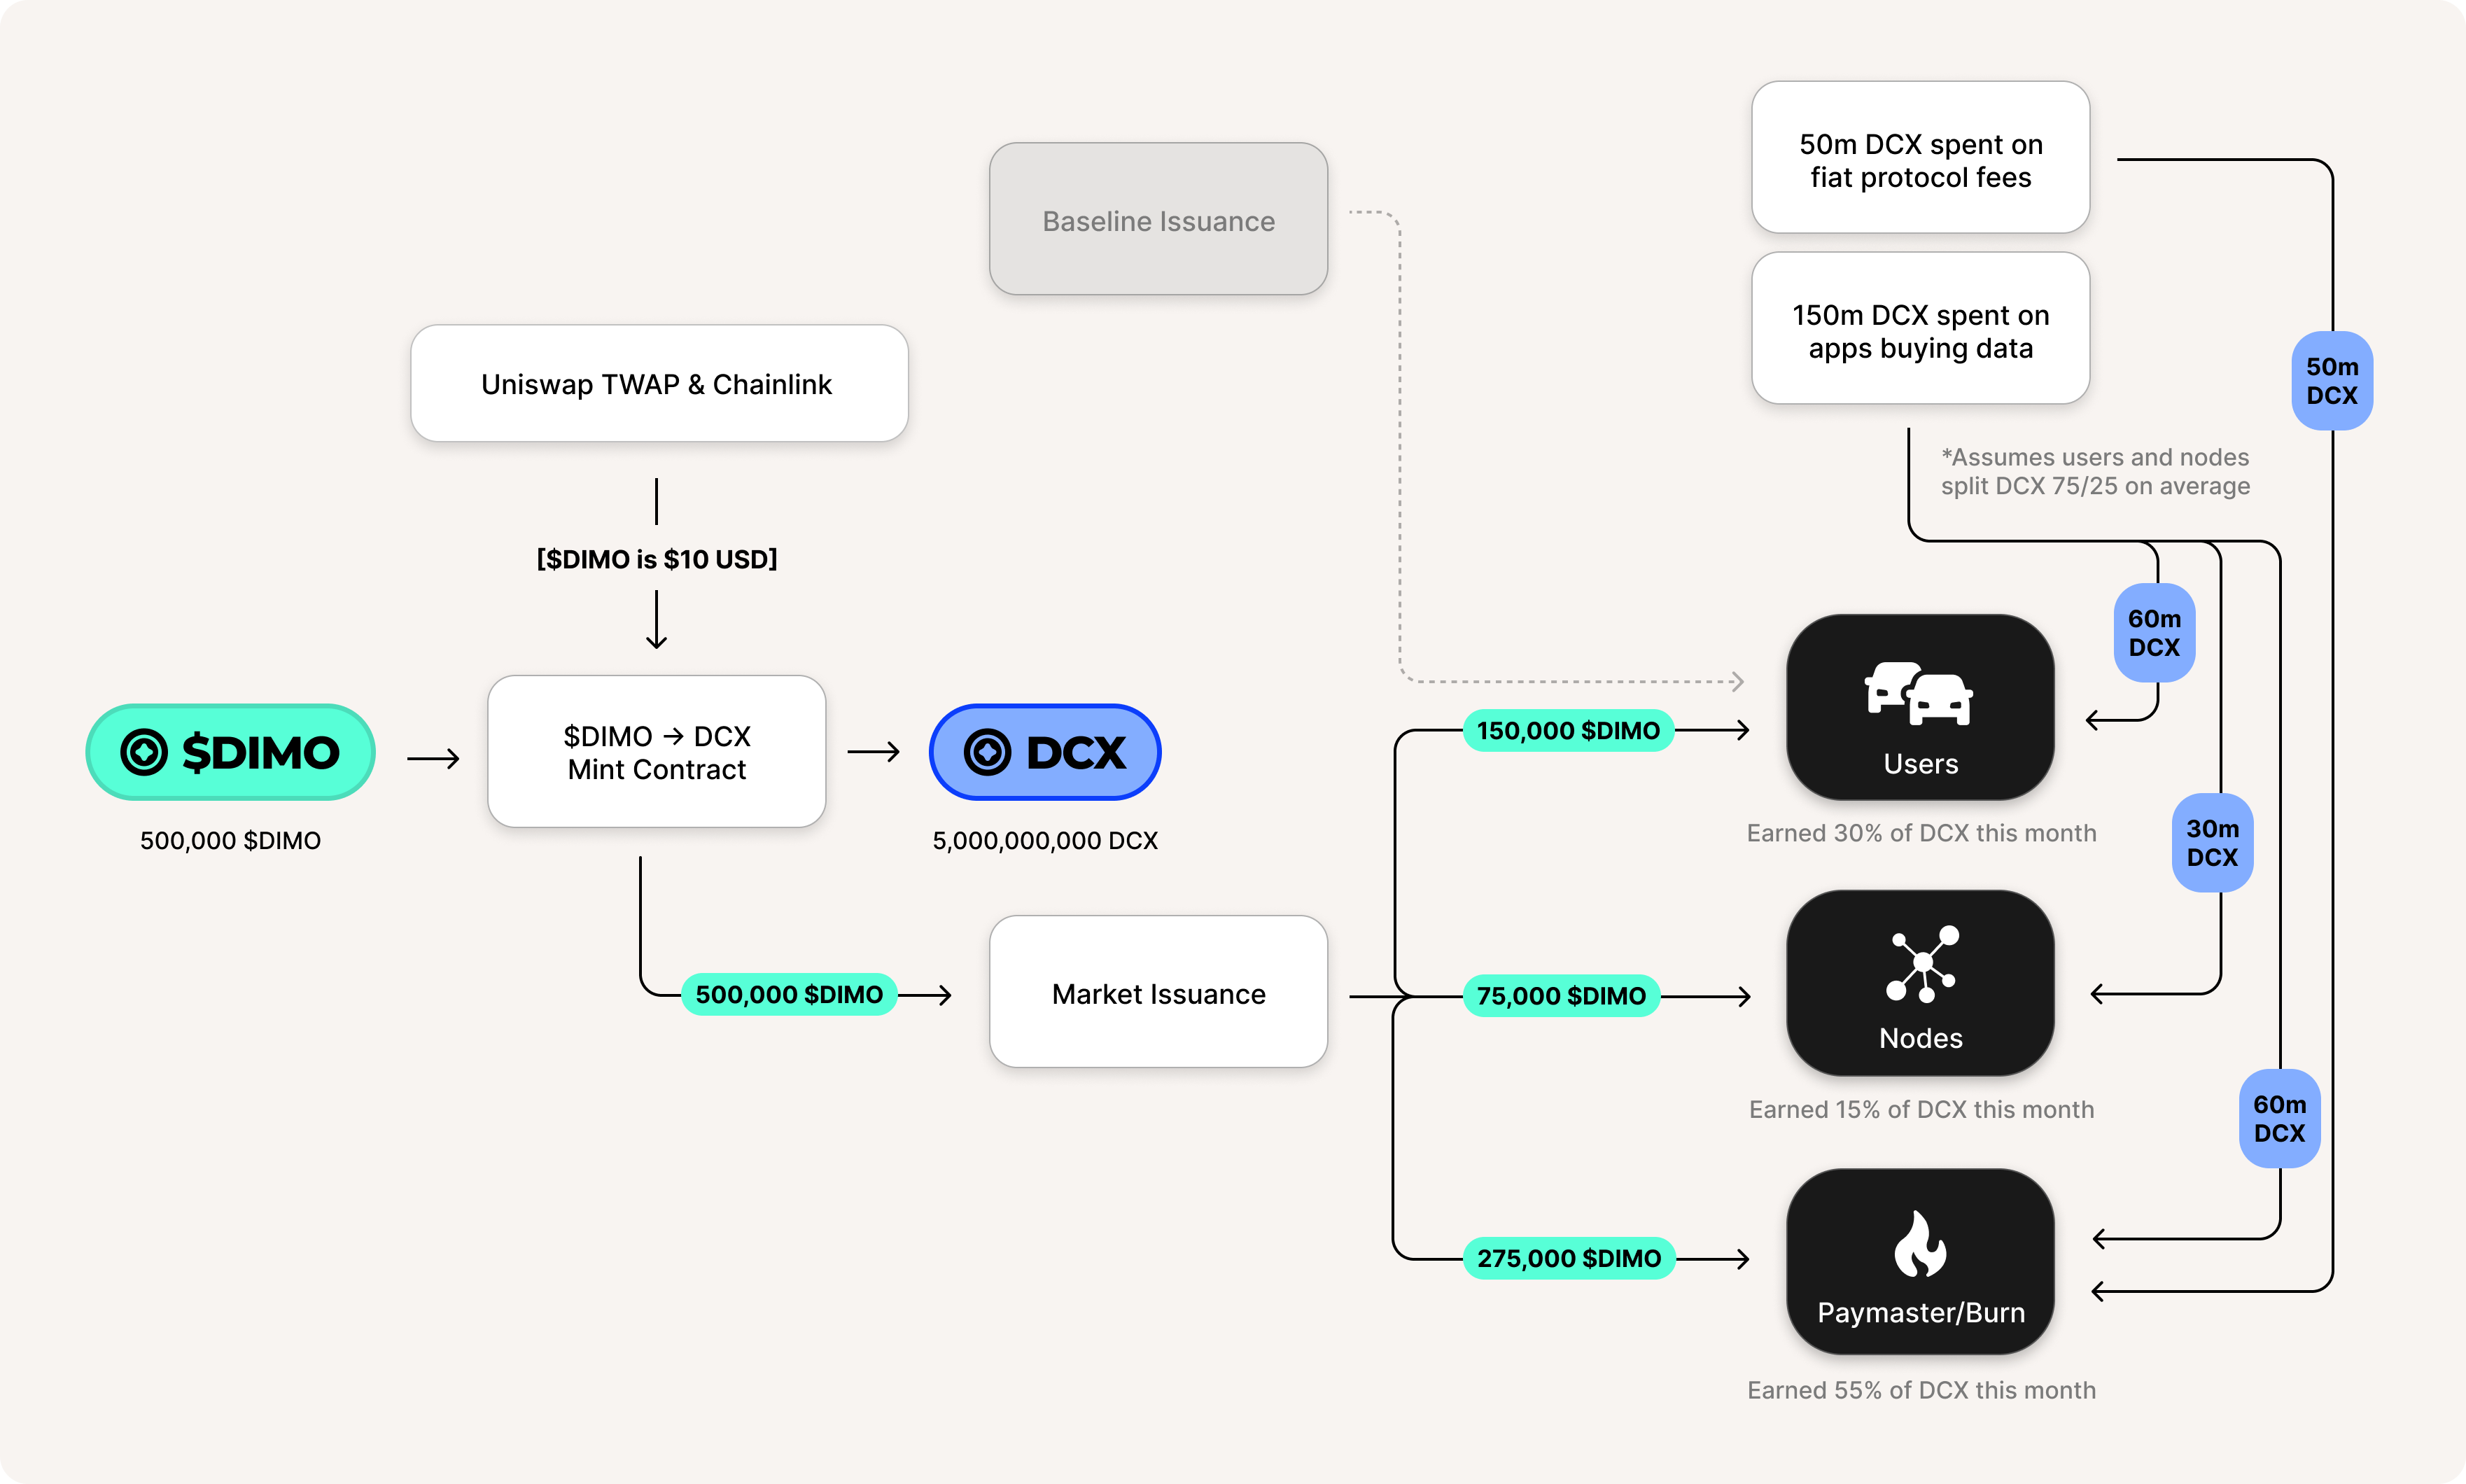 50m DCX spent on
fiat protocol fees
Baseline Issuance
150m DCX spent on
apps buying data
Uniswap TWAP & Chainlink
50m
DCX
*Assumes users and nodes
split DCX 75/25 on average
[$DIMO is $10 USD]
60m
DCX
$DIMO
$DIMO → DCX
Mint Contract
DCX
150,000 $DIMO
Users
500,000 $DIMO
5,000,000,000 DCX
Earned 30% of DCX this month
30m
DCX
500,000 $DIMO
Market Issuance
75,000 $DIMO
Nodes
Earned 15% of DCX this month
60m
DCX
275,000 $DIMO
Paymaster/Burn
Earned 55% of DCX this month